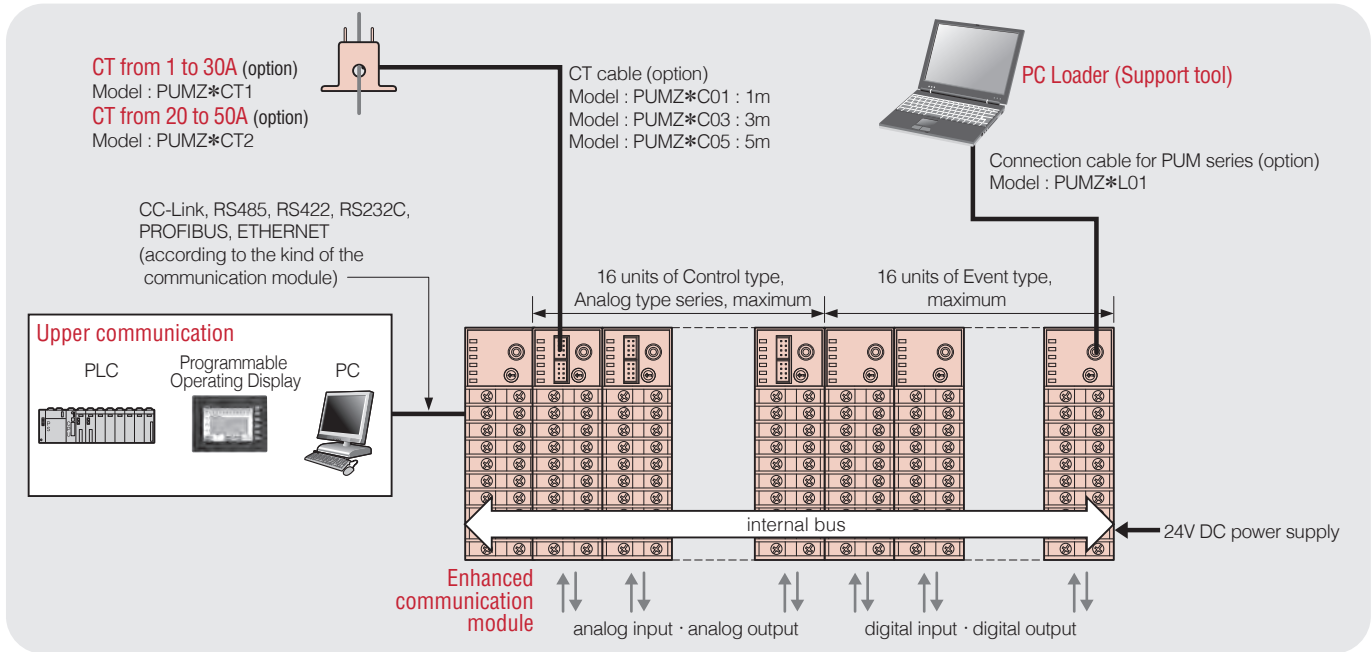 CT from 1 to 30A (option)
Model : PUMZ*CT1
CT from 20 to 50A (option)
Model : PUMZ*CT2
CT cable (option)
Model : PUMZ*C01 : 1m
Model : PUMZ*C03 : 3m
Model : PUMZ*C05 : 5m
PC Loader (Support tool)
Connection cable for PUM series (option)
Model : PUMZ*L01
CC-Link, RS485, RS422, RS232C,
PROFIBUS, ETHERNET
(according to the kind of the
communication module)
16 units of Control type,
Analog type series, maximum
16 units of Event type,
maximum
Upper communication
PLC
Programmable
Operating Display
PC
internal bus
24V DC power supply
Enhanced
communication
module
analog input · analog output
digital input · digital output